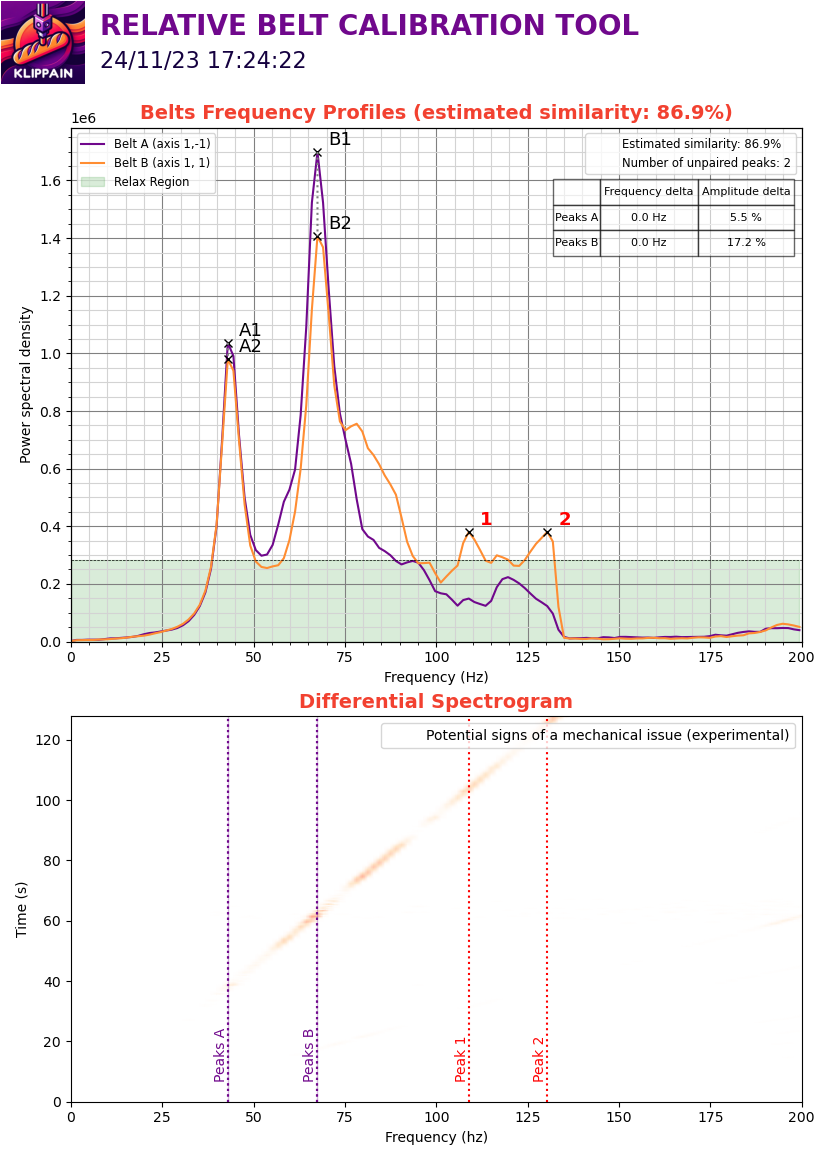 RELATIVE BELT CALIBRATION TOOL
24/11/23 17:24:22
KLIPPAIN
Belts Frequency Profiles (estimated similarity: 86.9%)
1e6
Belt A (axis 1,-1)
Belt B (axis 1, 1)
Relax Region
Estimated similarity: 86.9%
Number of unpaired peaks: 2
Frequency delta Amplitude delta
Peaks A 0.0 Hz 5.5 %
Peaks B 0.0 Hz 17.2 %
B1
B2
A1
A2
1 2
Power spectral density
1.6
1.4
1.2
1.0
0.8
0.6
0.4
0.2
0.0
0 25 50 75 100 125 150 175 200
Frequency (Hz)
Differential Spectrogram
Potential signs of a mechanical issue (experimental)
Time (s)
120
100
80
60
40
20
0
Peaks A Peaks B Peak 1 Peak 2
0 25 50 75 100 125 150 175 200
Frequency (hz)